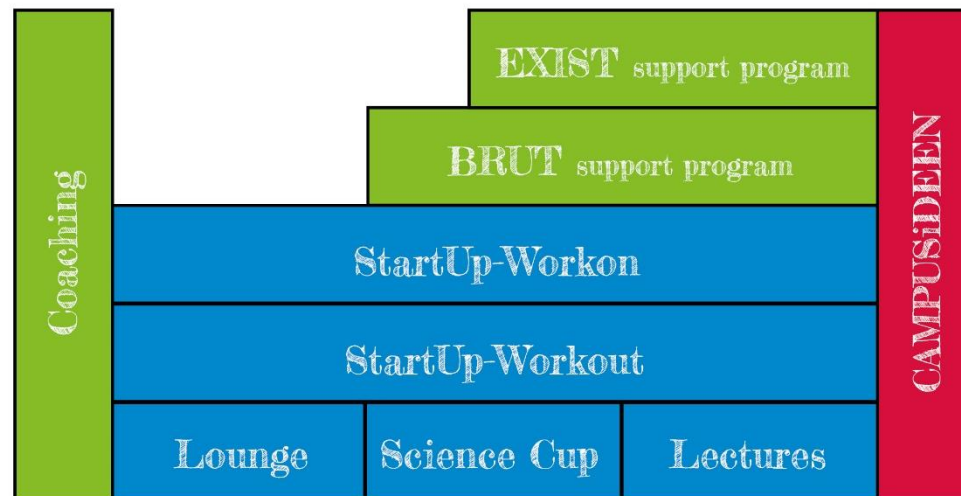 Coaching
EXIST support program
BRUT support program
StartUp-Workon
StartUp-Workout
Lounge
Science Cup
Lectures
CAMPUSiDEEN